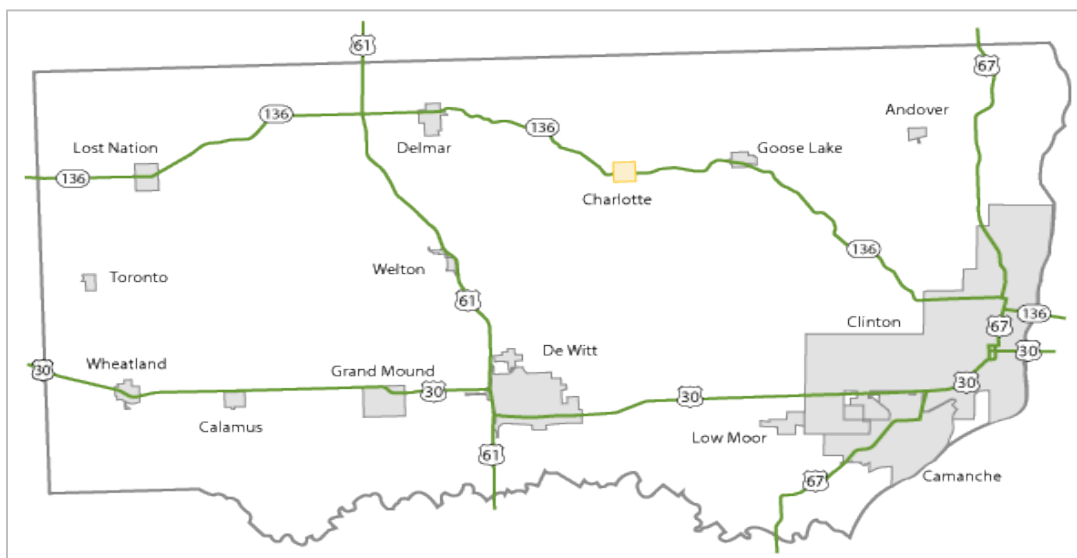 61
67
136
Andover
Lost Nation
Delmar
136
Goose Lake
136
Charlotte
136
Welton
Toronto
61
136
Clinton
67
De Witt
30
30
Wheatland
Grand Mound
30
30
30
Calamus
Low Moor
61
67
Camanche